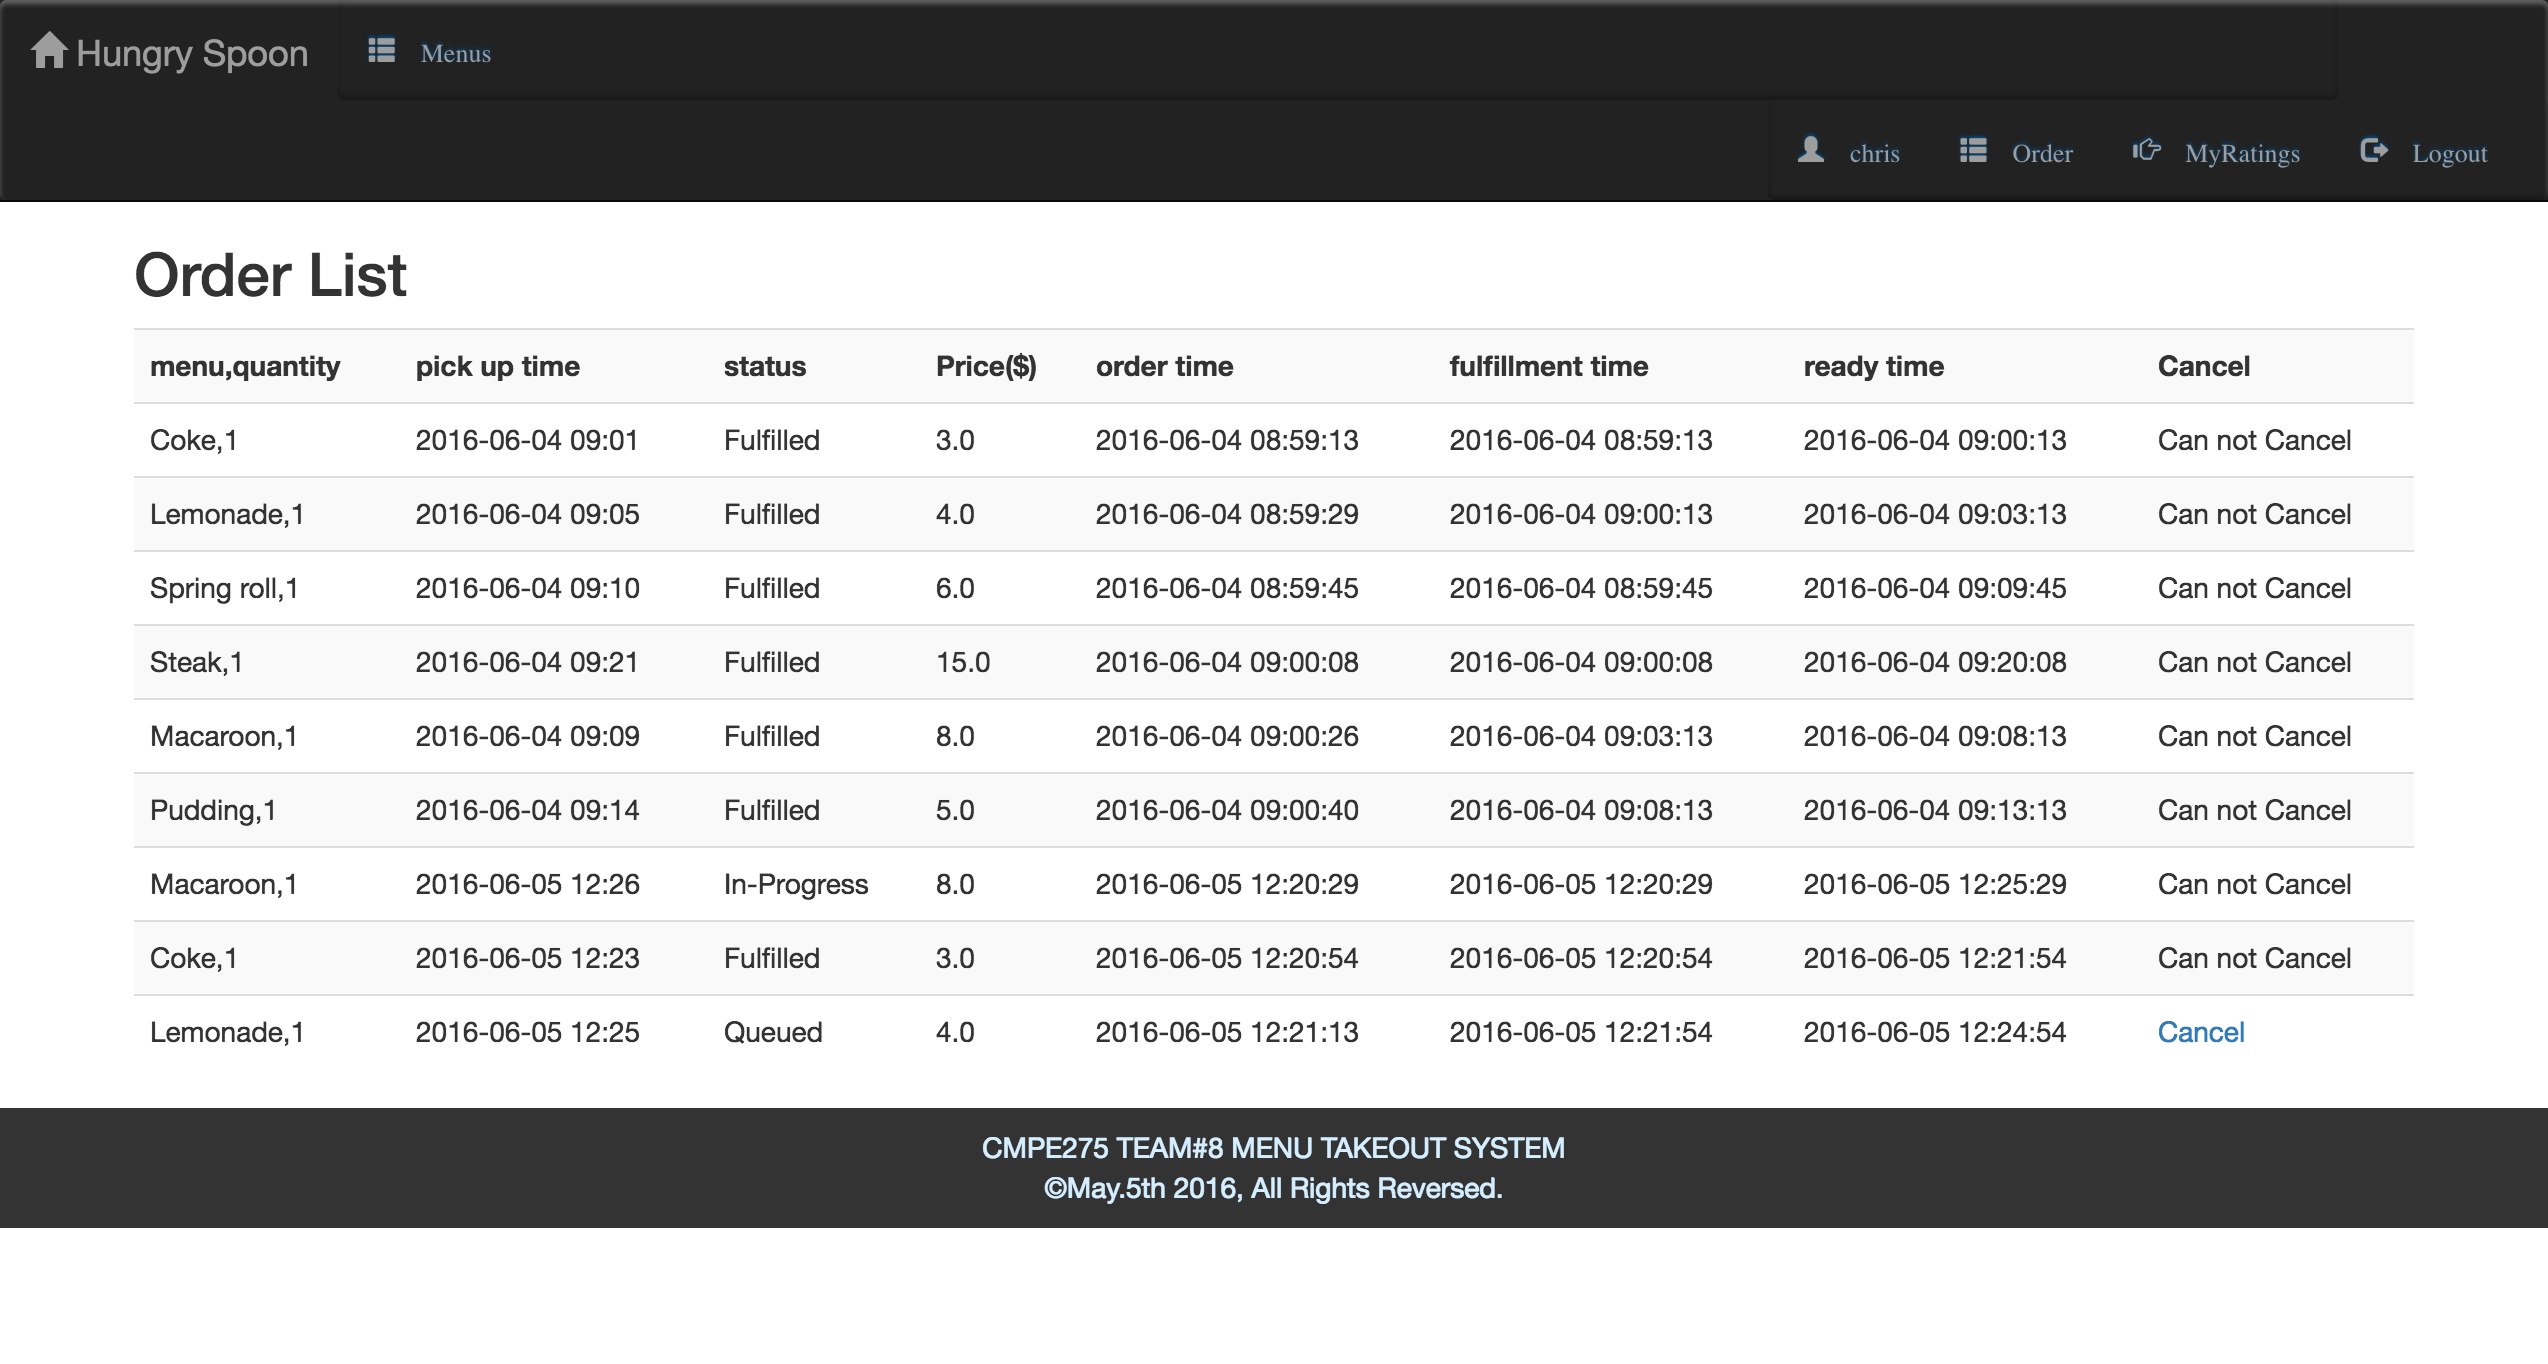 Hungry Spoon Menus
chris Order MyRatings Logout
Order List
menu,quantity pick up time status Price($) order time fulfillment time ready time Cancel
Coke,1 2016-06-04 09:01 Fulfilled 3.0 2016-06-04 08:59:13 2016-06-04 08:59:13 2016-06-04 09:00:13 Can not Cancel
Lemonade,1 2016-06-04 09:05 Fulfilled 4.0 2016-06-04 08:59:29 2016-06-04 09:00:13 2016-06-04 09:03:13 Can not Cancel
Spring roll,1 2016-06-04 09:10 Fulfilled 6.0 2016-06-04 08:59:45 2016-06-04 08:59:45 2016-06-04 09:09:45 Can not Cancel
Steak,1 2016-06-04 09:21 Fulfilled 15.0 2016-06-04 09:00:08 2016-06-04 09:00:08 2016-06-04 09:20:08 Can not Cancel
Macaroon,1 2016-06-04 09:09 Fulfilled 8.0 2016-06-04 09:00:26 2016-06-04 09:03:13 2016-06-04 09:08:13 Can not Cancel
Pudding,1 2016-06-04 09:14 Fulfilled 5.0 2016-06-04 09:00:40 2016-06-04 09:08:13 2016-06-04 09:13:13 Can not Cancel
Macaroon,1 2016-06-05 12:26 In-Progress 8.0 2016-06-05 12:20:29 2016-06-05 12:20:29 2016-06-05 12:25:29 Can not Cancel
Coke,1 2016-06-05 12:23 Fulfilled 3.0 2016-06-05 12:20:54 2016-06-05 12:20:54 2016-06-05 12:21:54 Can not Cancel
Lemonade,1 2016-06-05 12:25 Queued 4.0 2016-06-05 12:21:13 2016-06-05 12:21:54 2016-06-05 12:24:54 Cancel
CMPE275 TEAM#8 MENU TAKEOUT SYSTEM
©May.5th 2016, All Rights Reversed.